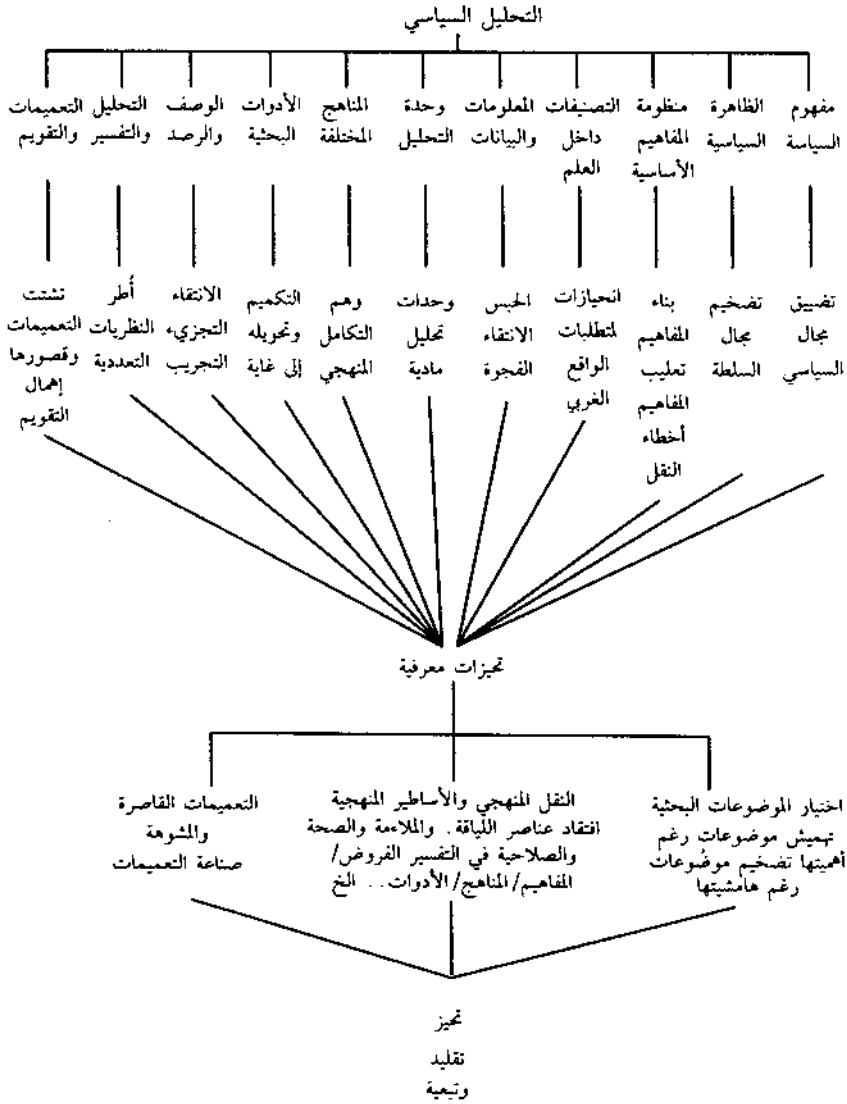 التحليل السياسي
مفهوم
السياسة
الظاهرة
السياسية
منظومة
المفاهيم
الأساسية
التصنيفات
داخل
العلم
المعلومات
والبيانات
وحدة
التحليل
المناهج
المختلفة
الأدوات
البحثية
الوصف
والرصد
التحليل
والتفسير
التعميمات
والتقويم
تضييق
مجال
السياسي
تضخيم
مجال
السلطة
بناء
المفاهيم
تعليب
المفاهيم
أخطاء
النقل
انحيازات
لمتطلبات
الواقع
الغربي
الحبس
الانتقاء
الفجوة
وحدات
تحليل
مادية
وهم
التكامل
المنهجي
التكميم
وتحويله
إلى غاية
الانتقاء
التجزيء
التجريب
أُطر
النظريات
التعددية
تشتت
التعميمات
وقصورها
إهمال
التقويم
تحيزات معرفية
اختيار الموضوعات البحثية
تهميش موضوعات رغم
أهميتها تضخيم موضُوعات
رغم هامشيتها
النقل المنهجي والأساطير المنهجية
افتقاد عناصر اللياقة. والملاءمة والصحة
والصلاحية في التفسير الفروض/
المفاهيم/المناهج/الأدوات.. الخ
التعميمات القاصرة
والمشوهة
صناعة التعميمات
تحيز
تقليد
وتبعية